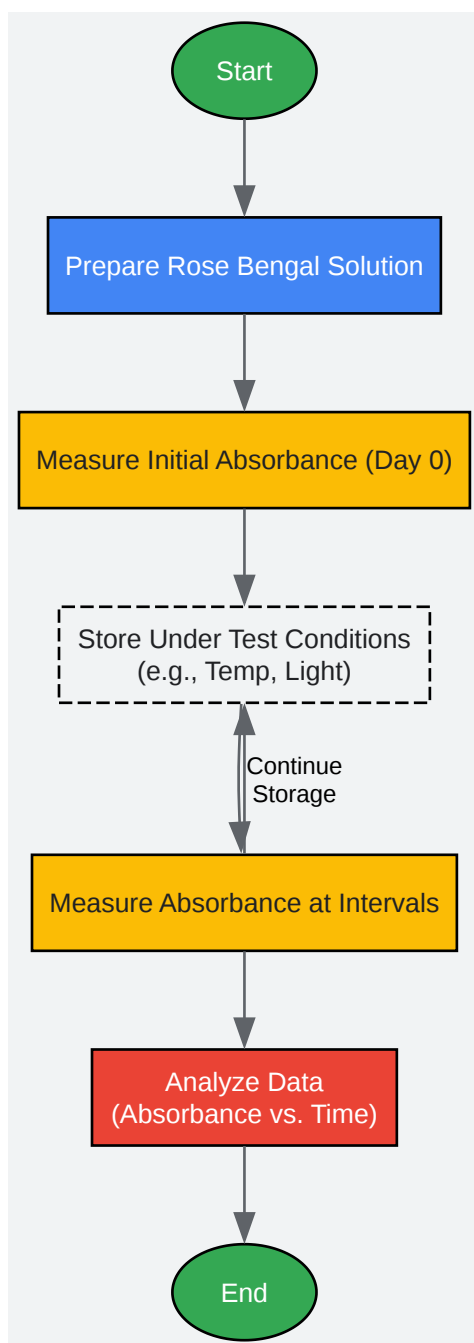 Start
Prepare Rose Bengal Solution
Measure Initial Absorbance (Day 0)
Store Under Test Conditions
(e.g., Temp, Light)
Continue
Storage
Measure Absorbance at Intervals
Analyze Data
(Absorbance vs. Time)
End